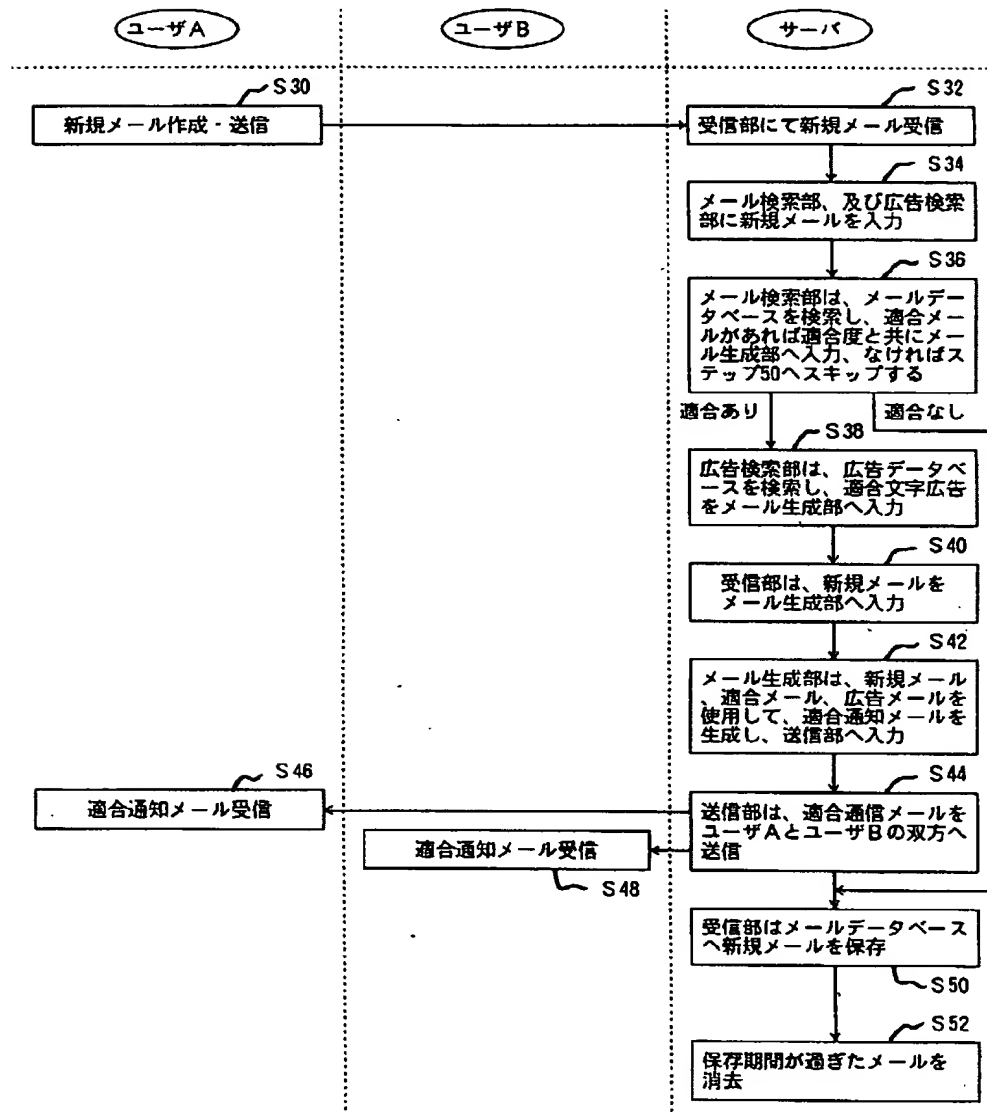 ユーザA
ユーザB
サーバ
S30
新規メール作成・送信
S32
受信部にて新規メール受信
S34
メール検索部、及び広告検索
部に新規メールを入力
S36
メール検索部は、メールデー
タベースを検索し、適合メー
ルがあれば適合度と共にメー
ル生成部へ入力、なければス
テップ50へスキップする
適合あり
適合なし
S38
広告検索部は、広告データベ
ースを検索し、適合文字広告
をメール生成部へ入力
S40
受信部は、新規メールを
メール生成部へ入力
S42
メール生成部は、新規メール
、適合メール、広告メールを
使用して、適合通知メールを
生成し、送信部へ入力
S46
適合通知メール受信
S44
送信部は、適合通信メールを
ユーザAとユーザBの双方へ
送信
適合通知メール受信
S48
受信部はメールデータベース
へ新規メールを保存
S50
S52
保存期間が過ぎたメールを
消去